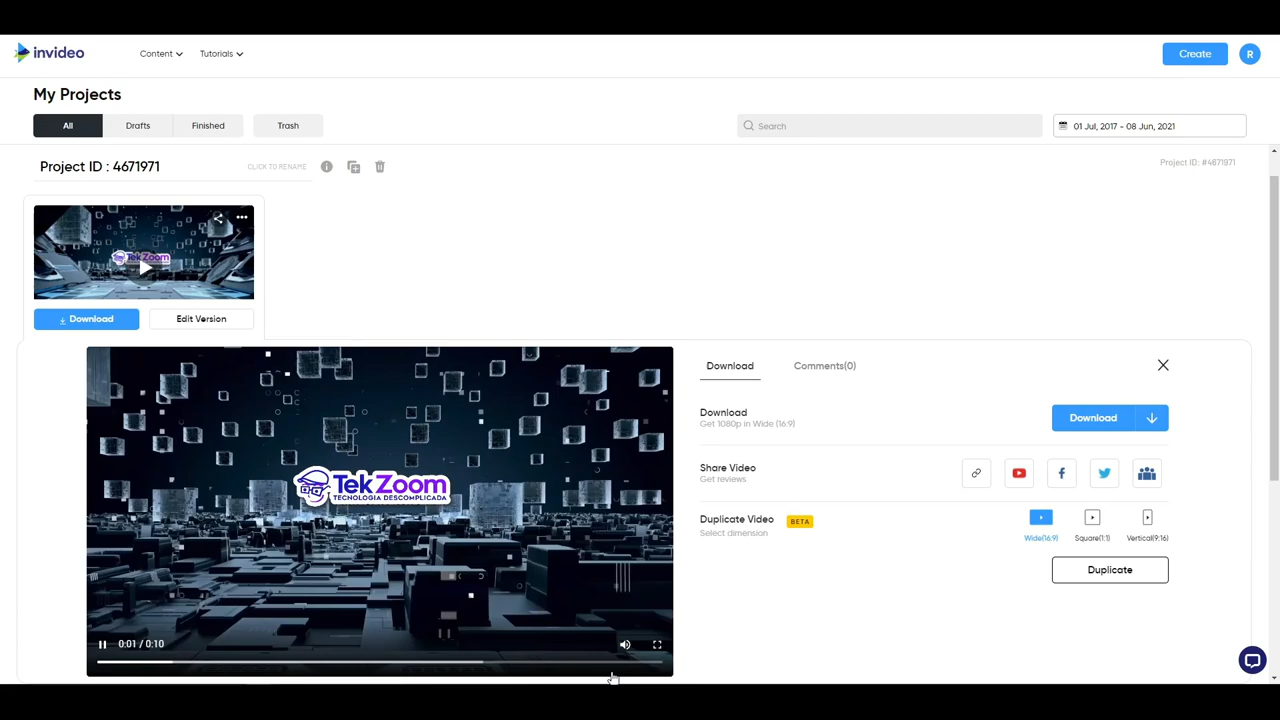 invideo
Content
Tutorials
Create
R
My Projects
All
Drafts
Finished
Trash
Search
01 Jul, 2017 - 08 Jun, 2021
Project ID : 4671971
CLICK TO RENAME
Project ID: #4671971
TekZoom
Download
Edit Version
TekZoom
TECNOLOGIA DESCOMPLICADA
0:01 / 0:10
Download
Comments(0)
Download
Get 1080p in Wide (16:9)
Download
Share Video
Get reviews
Duplicate Video
BETA
Select dimension
Wide(16:9)
Square(1:1)
Vertical(9:16)
Duplicate